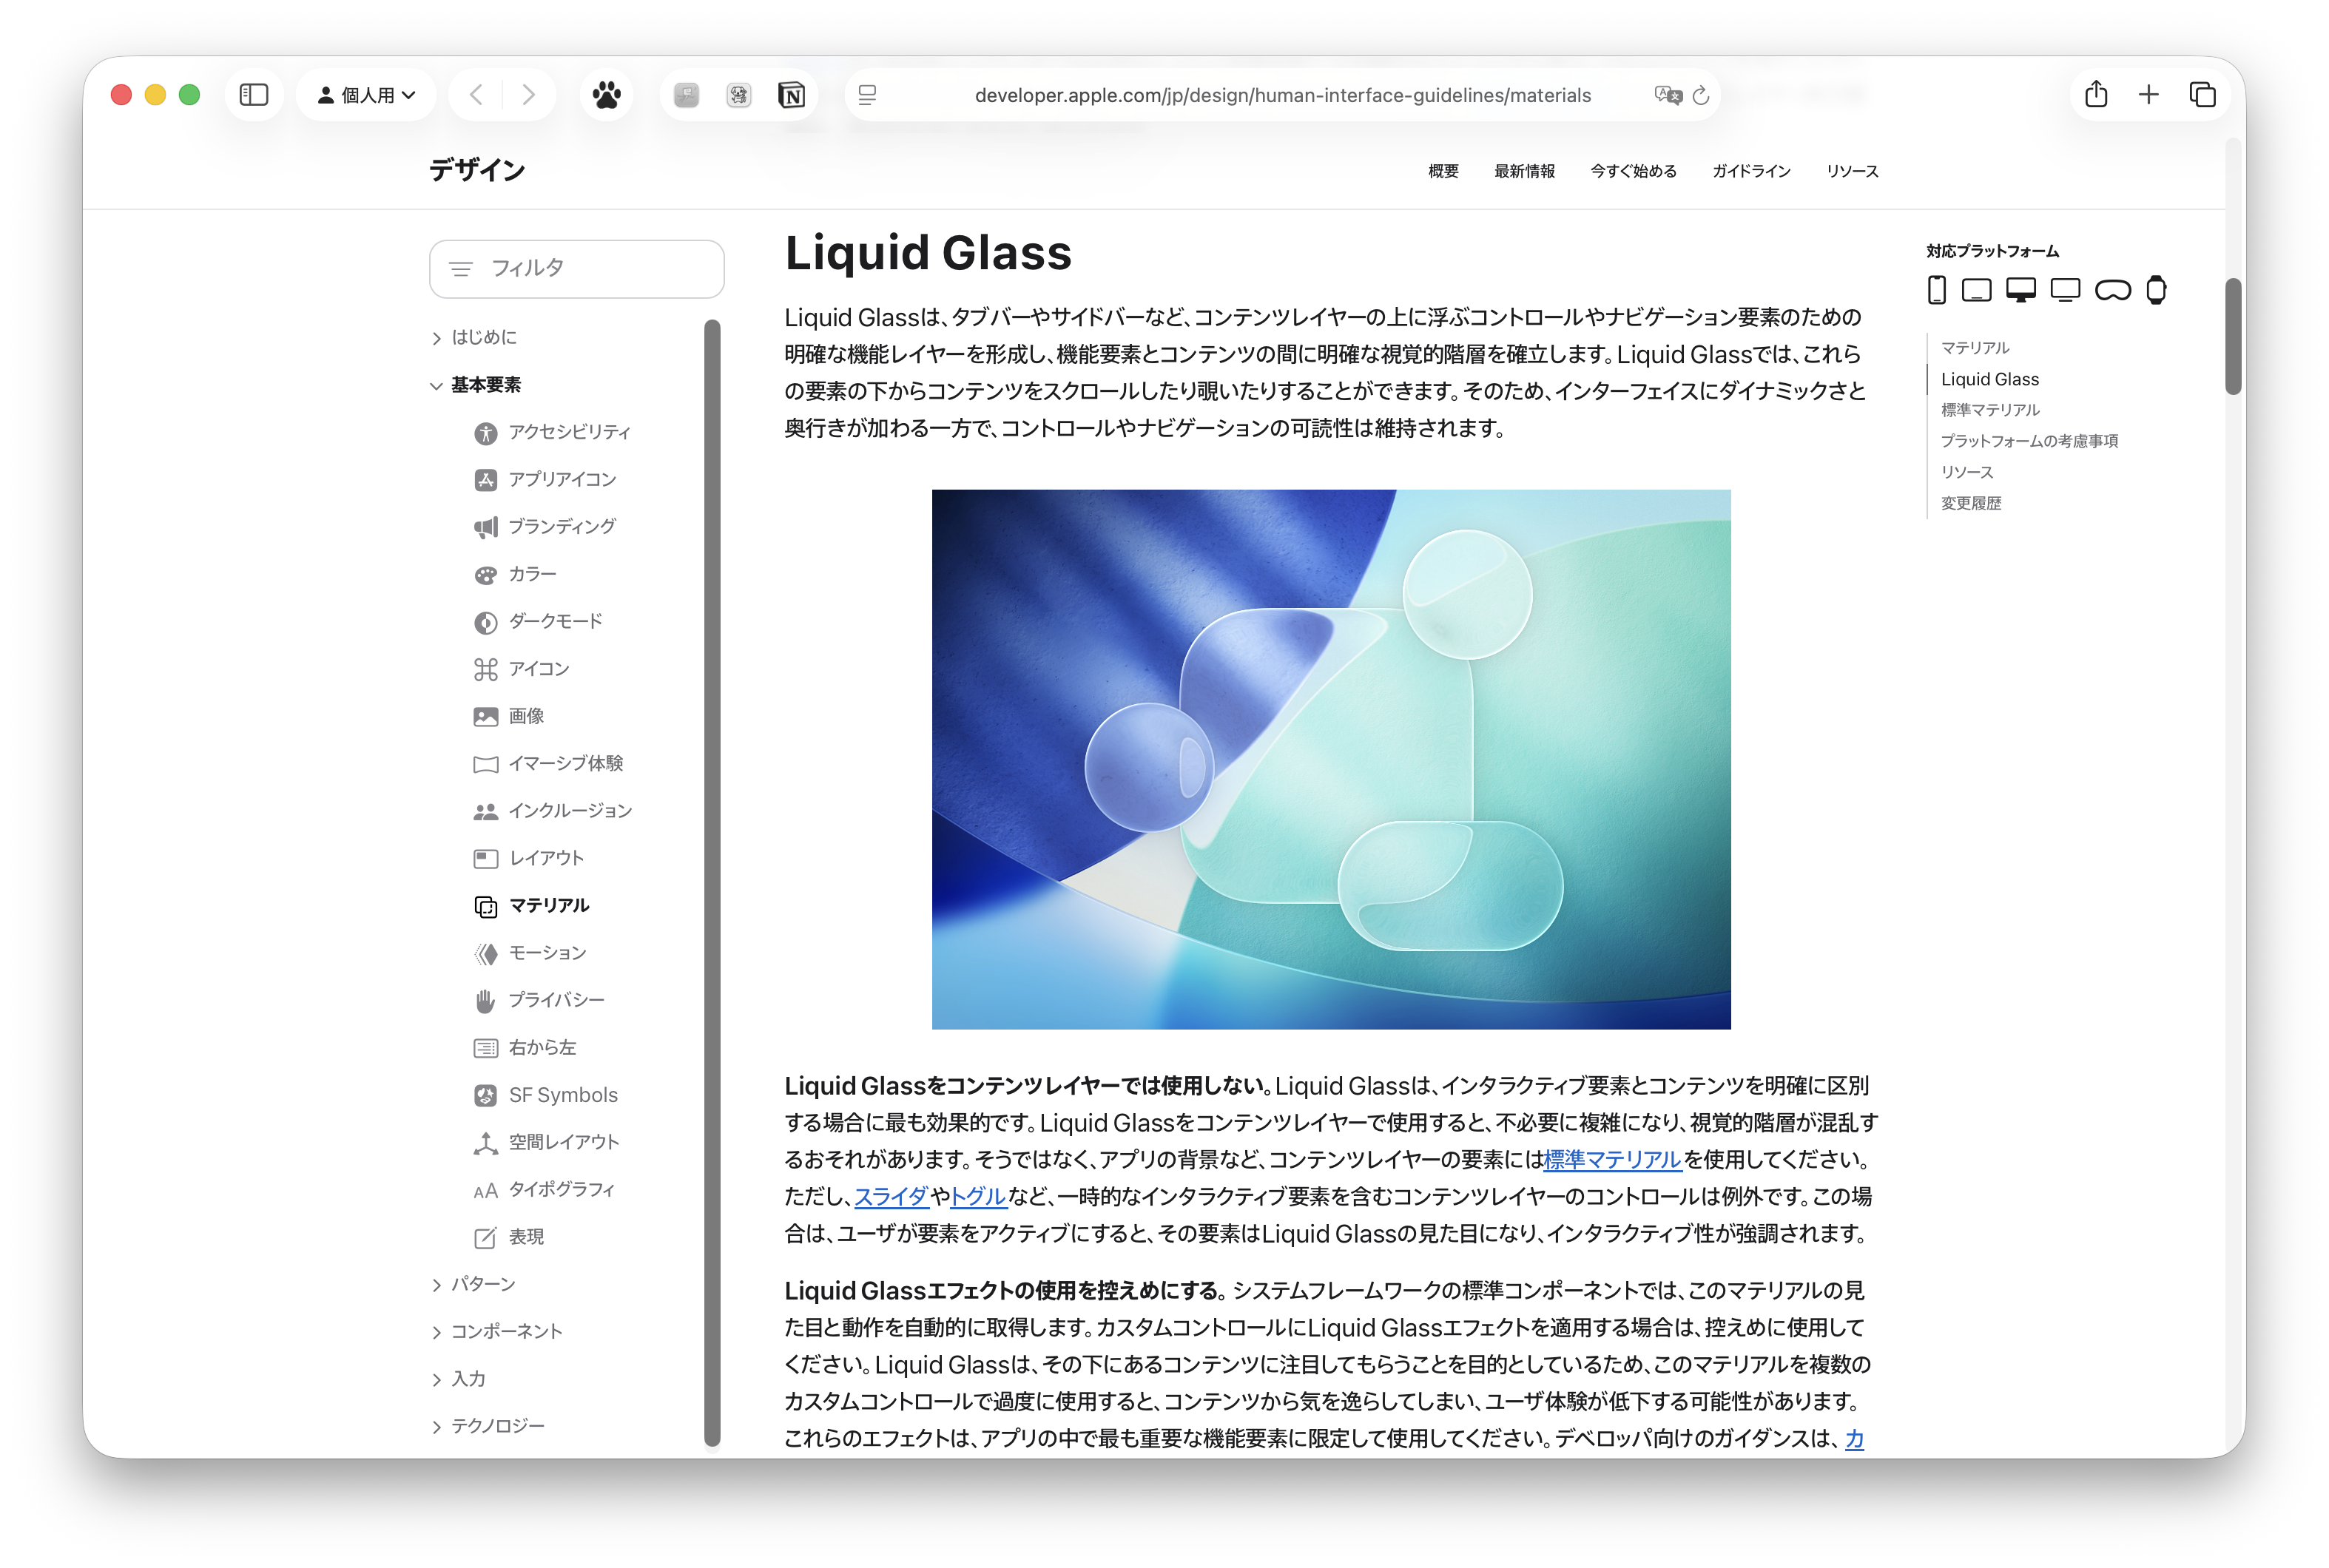 個人用
developer.apple.com/jp/design/human-interface-guidelines/materials
デザイン
概要
最新情報
今すぐ始める
ガイドライン
リソース
フィルタ
はじめに
基本要素
アクセシビリティ
アプリアイコン
ブランディング
カラー
ダークモード
アイコン
画像
イマーシブ体験
インクルージョン
レイアウト
マテリアル
モーション
プライバシー
右から左
SF Symbols
空間レイアウト
タイポグラフィ
表現
パターン
コンポーネント
入力
テクノロジー
Liquid Glass
Liquid Glassは、タブバーやサイドバーなど、コンテンツレイヤーの上に浮ぶコントロールやナビゲーション要素のための
明確な機能レイヤーを形成し、機能要素とコンテンツの間に明確な視覚的階層を確立します。Liquid Glassでは、これら
の要素の下からコンテンツをスクロールしたり覗いたりすることができます。そのため、インターフェイスにダイナミックさと
奥行きが加わる一方で、コントロールやナビゲーションの可読性は維持されます。
Liquid Glassをコンテンツレイヤーでは使用しない。Liquid Glassは、インタラクティブ要素とコンテンツを明確に区別
する場合に最も効果的です。Liquid Glassをコンテンツレイヤーで使用すると、不必要に複雑になり、視覚的階層が混乱す
るおそれがあります。そうではなく、アプリの背景など、コンテンツレイヤーの要素には標準マテリアルを使用してください。
ただし、スライダやトグルなど、一時的なインタラクティブ要素を含むコンテンツレイヤーのコントロールは例外です。この場
合は、ユーザが要素をアクティブにすると、その要素はLiquid Glassの見た目になり、インタラクティブ性が強調されます。
Liquid Glassエフェクトの使用を控えめにする。システムフレームワークの標準コンポーネントでは、このマテリアルの見
た目と動作を自動的に取得します。カスタムコントロールにLiquid Glassエフェクトを適用する場合は、控えめに使用して
ください。Liquid Glassは、その下にあるコンテンツに注目してもらうことを目的としているため、このマテリアルを複数の
カスタムコントロールで過度に使用すると、コンテンツから気を逸らしてしまい、ユーザ体験が低下する可能性があります。
これらのエフェクトは、アプリの中で最も重要な機能要素に限定して使用してください。デベロッパ向けのガイダンスは、カ
対応プラットフォーム
マテリアル
Liquid Glass
標準マテリアル
プラットフォームの考慮事項
リソース
変更履歴